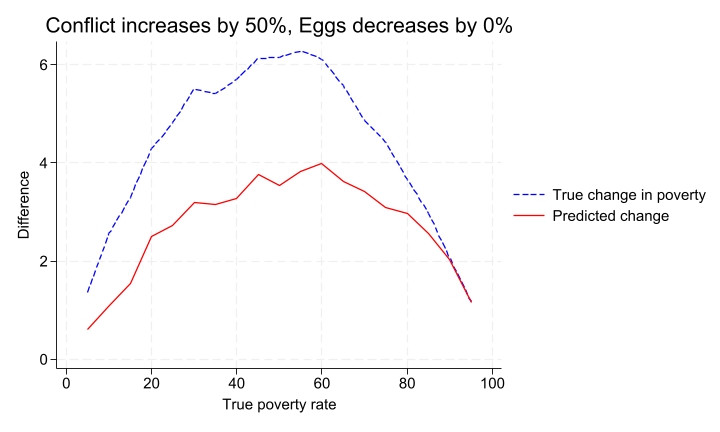 Conflict increases by 50%, Eggs decreases by 0%
6
4
2
0
Difference
0 20 40 60 80 100
True poverty rate
True change in poverty
Predicted change